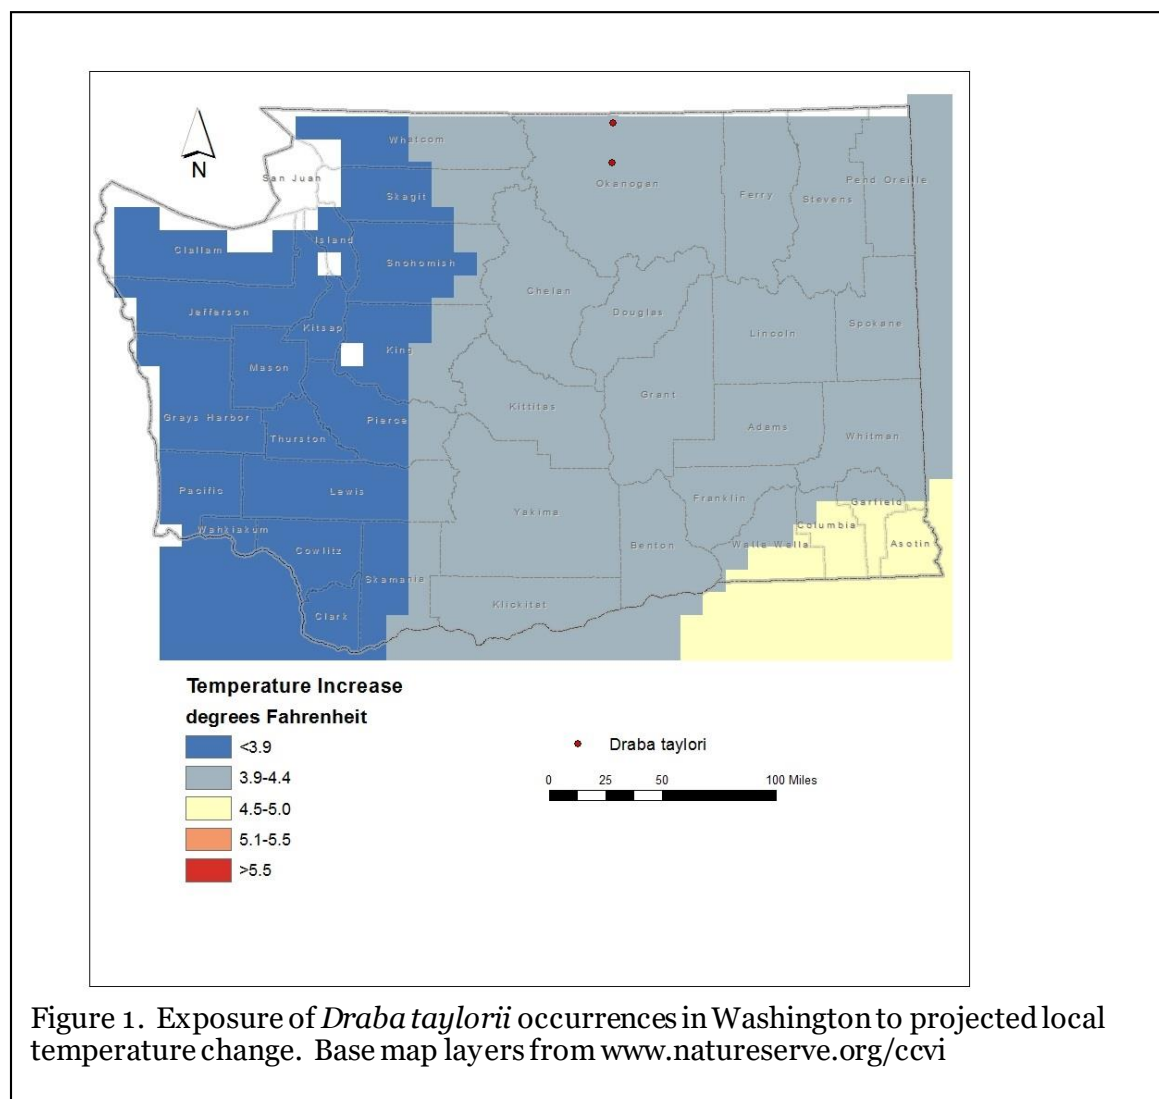 Whatcom
San Juan
Skagit
Okanogan
Ferry
Stevens
Pend Oreille
N
Clallam
Island
Snohomish
Chelan
Douglas
Jefferson
Kitsap
King
Lincoln
Spokane
Mason
Grays Harbor
Thurston
Pierce
Kittitas
Grant
Adams
Whitman
Pacific
Lewis
Yakima
Franklin
Garfield
Wahkiakum
Cowlitz
Skamania
Benton
Walla Walla
Columbia
Asotin
Clark
Klickitat
Temperature Increase
degrees Fahrenheit
<3.9
3.9-4.4
4.5-5.0
5.1-5.5
>5.5
Draba taylori
0 25 50 100 Miles
Figure 1. Exposure of Draba taylorii occurrences in Washington to projected local
temperature change. Base map layers from www.natureserve.org/ccvi